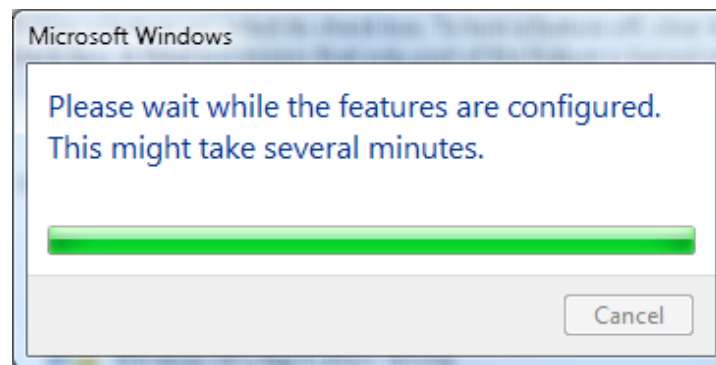 Microsoft Windows
Please wait while the features are configured.
This might take several minutes.
Cancel